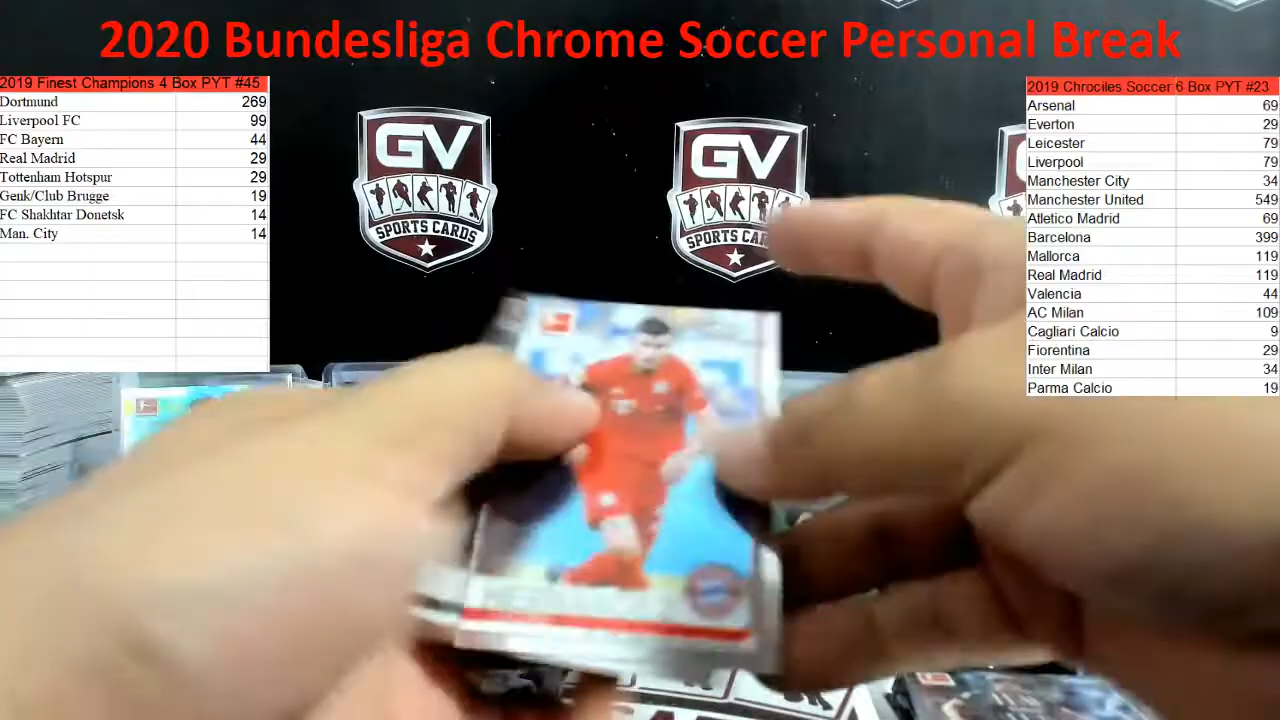 2020 Bundesliga Chrome Soccer Personal Break
2019 Finest Champions 4 Box PYT #45
Dortmund 269
Liverpool FC 99
FC Bayern 44
Real Madrid 29
Tottenham Hotspur 29
Genk/Club Brugge 19
FC Shakhtar Donetsk 14
Man. City 14
2019 Chrociles Soccer 6 Box PYT #23
Arsenal 69
Everton 29
Leicester 79
Liverpool 79
Manchester City 34
Manchester United 549
Atletico Madrid 69
Barcelona 399
Mallorca 119
Real Madrid 119
Valencia 44
AC Milan 109
Cagliari Calcio 9
Fiorentina 29
Inter Milan 34
Parma Calcio 19
GV
SPORTS CARDS
GV
SPORTS CAR